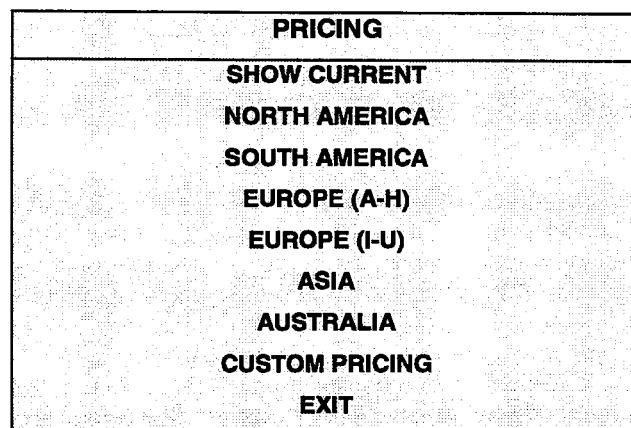 PRICING
SHOW CURRENT
NORTH AMERICA
SOUTH AMERICA
EUROPE (A-H)
EUROPE (I-U)
ASIA
AUSTRALIA
CUSTOM PRICING
EXIT